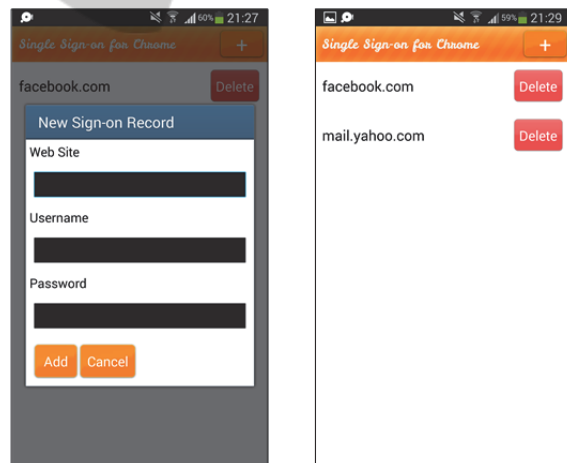 60% 21:27
Single Sign-on for Chrome +
facebook.com Delete
New Sign-on Record
Web Site
Username
Password
Add Cancel
59% 21:29
Single Sign-on for Chrome +
facebook.com Delete
mail.yahoo.com Delete